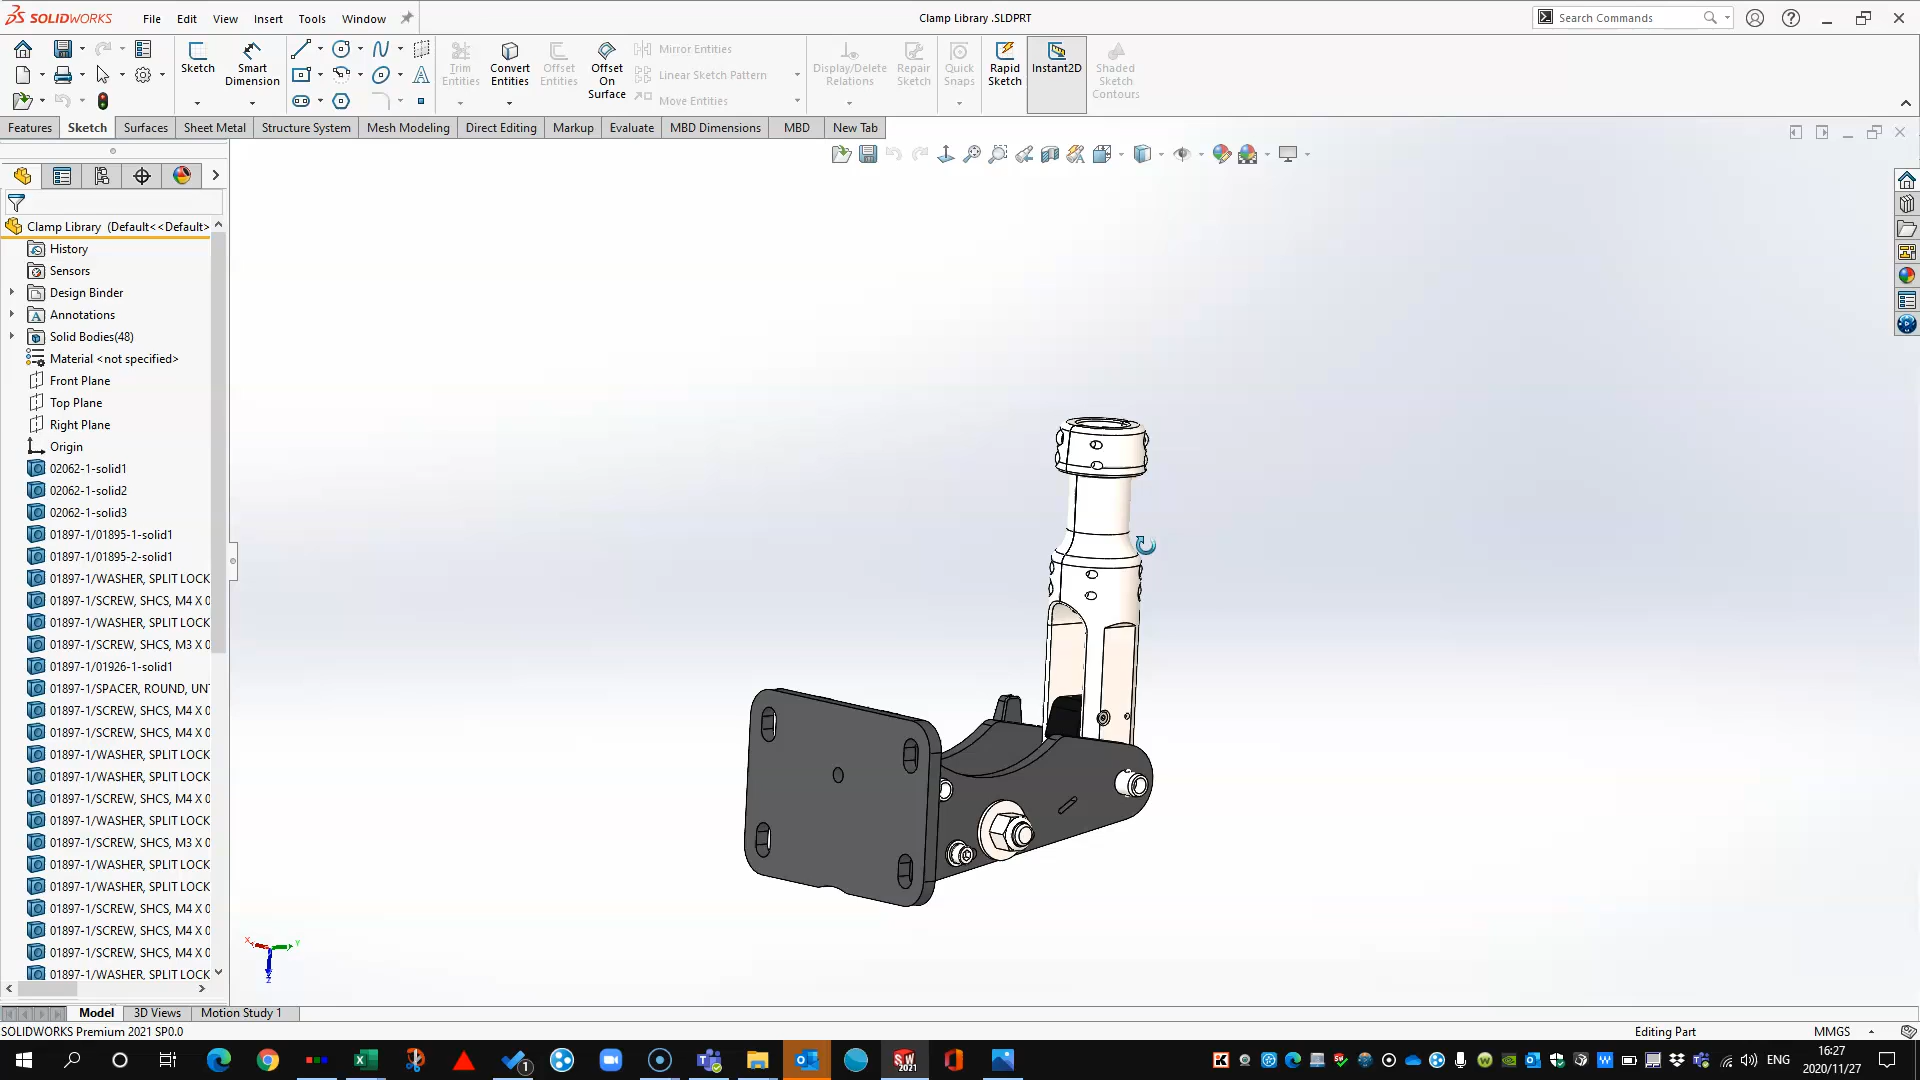 SOLIDWORKS File Edit View Insert Tools Window Clamp Library .SLDPRT Search Commands
Sketch Smart Dimension Trim Entities Convert Entities Offset Entities Offset On Surface Mirror Entities Linear Sketch Pattern Move Entities Display/Delete Relations Repair Sketch Quick Snaps Rapid Sketch Instant2D Shaded Sketch Contours
Features Sketch Surfaces Sheet Metal Structure System Mesh Modeling Direct Editing Markup Evaluate MBD Dimensions MBD New Tab
Clamp Library (Default<<Default>
History
Sensors
Design Binder
Annotations
Solid Bodies(48)
Material <not specified>
Front Plane
Top Plane
Right Plane
Origin
02062-1-solid1
02062-1-solid2
02062-1-solid3
01897-1/01895-1-solid1
01897-1/01895-2-solid1
01897-1/WASHER, SPLIT LOCK
01897-1/SCREW, SHCS, M4 X 0
01897-1/WASHER, SPLIT LOCK
01897-1/SCREW, SHCS, M3 X 0
01897-1/01926-1-solid1
01897-1/SPACER, ROUND, UN
01897-1/SCREW, SHCS, M4 X 0
01897-1/SCREW, SHCS, M4 X 0
01897-1/WASHER, SPLIT LOCK
01897-1/WASHER, SPLIT LOCK
01897-1/SCREW, SHCS, M4 X 0
01897-1/WASHER, SPLIT LOCK
01897-1/SCREW, SHCS, M3 X 0
01897-1/WASHER, SPLIT LOCK
01897-1/WASHER, SPLIT LOCK
01897-1/SCREW, SHCS, M4 X 0
01897-1/SCREW, SHCS, M4 X 0
01897-1/SCREW, SHCS, M4 X 0
01897-1/WASHER, SPLIT LOCK
X Y Z
Model 3D Views Motion Study 1
SOLIDWORKS Premium 2021 SP0.0 Editing Part MMGS
ENG 16:27
2020/11/27